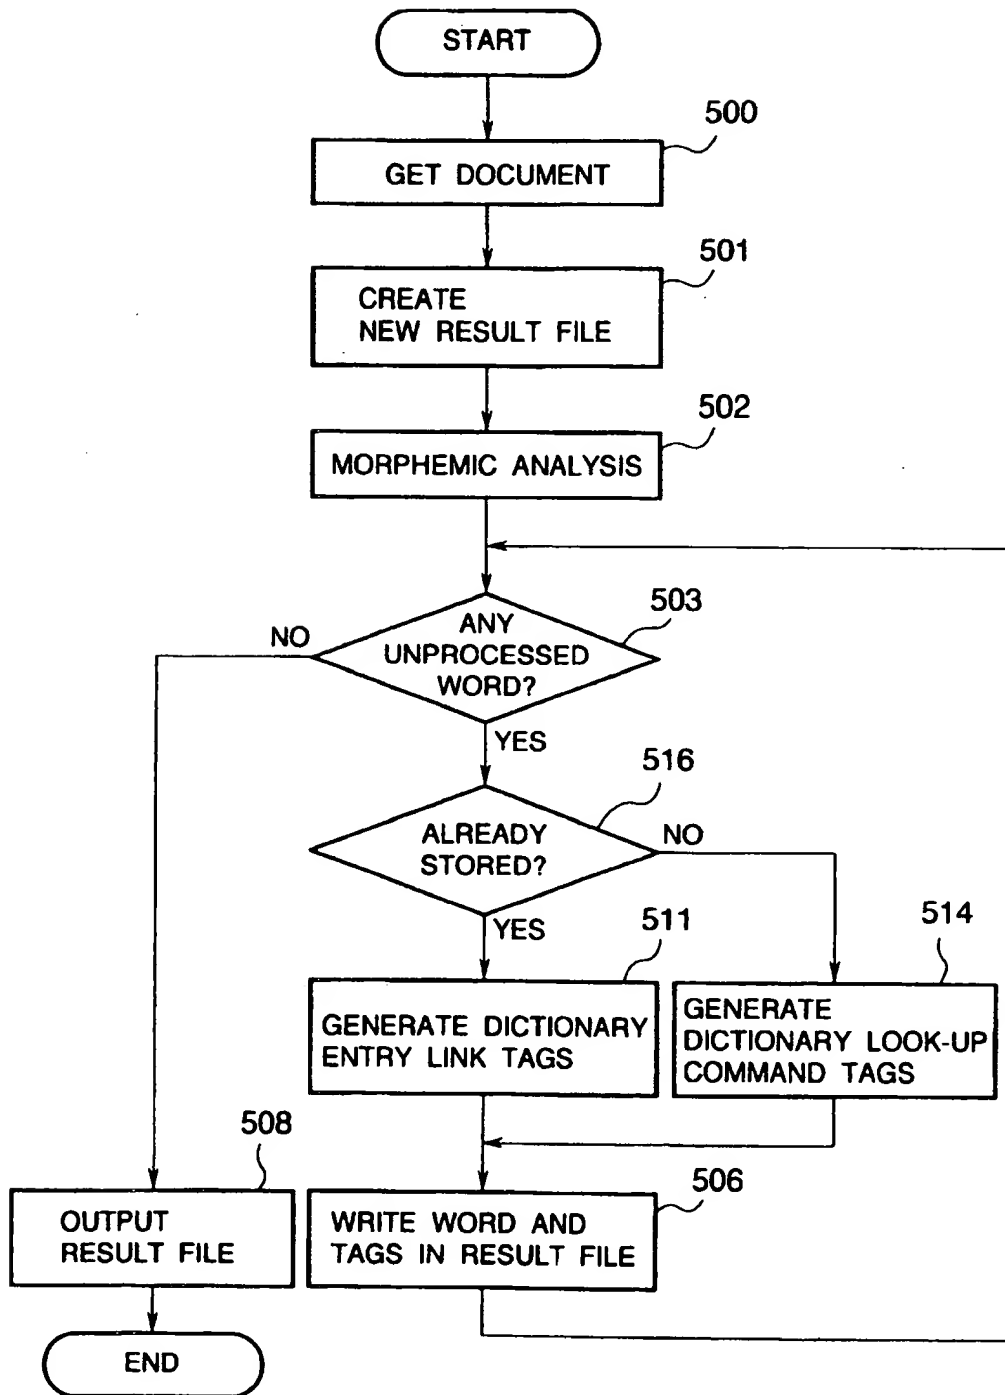 START
500
GET DOCUMENT
501
CREATE
NEW RESULT FILE
502
MORPHEMIC ANALYSIS
503
NO
ANY
UNPROCESSED
WORD?
YES
516
ALREADY
STORED?
NO
YES
511
514
GENERATE DICTIONARY
ENTRY LINK TAGS
GENERATE
DICTIONARY LOOK-UP
COMMAND TAGS
508
506
OUTPUT
RESULT FILE
WRITE WORD AND
TAGS IN RESULT FILE
END